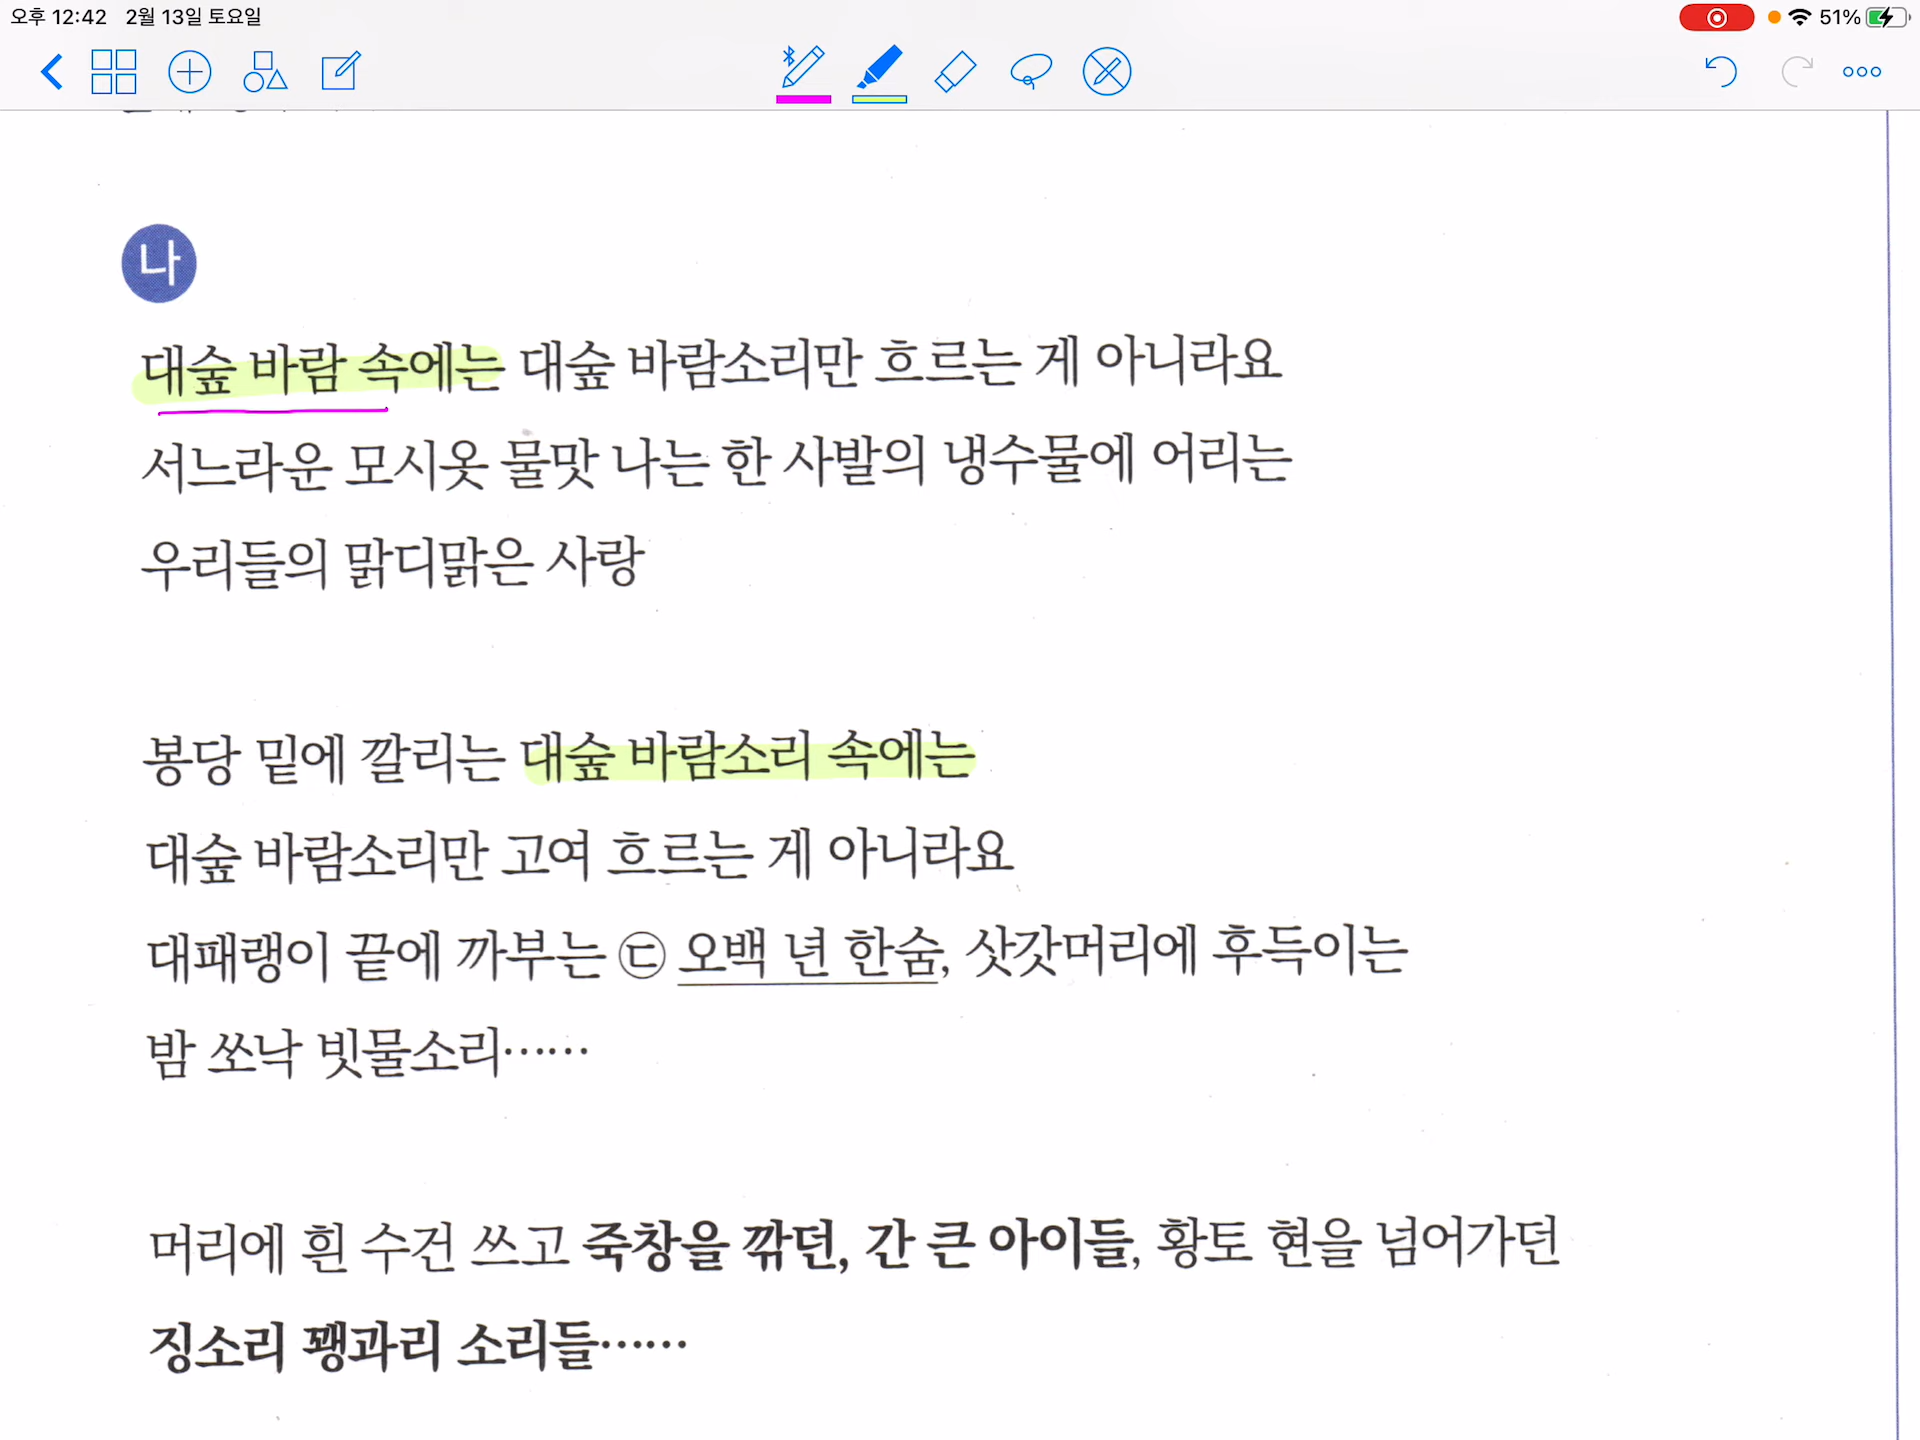 오후 12:42 2월 13일 토요일 51%
나
대숲 바람 속에는 대숲 바람소리만 흐르는 게 아니라요
서느라운 모시옷 물맛 나는 한 사발의 냉수물에 어리는
우리들의 맑디맑은 사랑
봉당 밑에 깔리는 대숲 바람소리 속에는
대숲 바람소리만 고여 흐르는 게 아니라요
대패랭이 끝에 까부는 ㉢ 오백 년 한숨, 삿갓머리에 후득이는
밤 쏘낙 빗물소리……
머리에 흰 수건 쓰고 죽창을 깎던, 간 큰 아이들, 황토 현을 넘어가던
징소리 꽹과리 소리들……